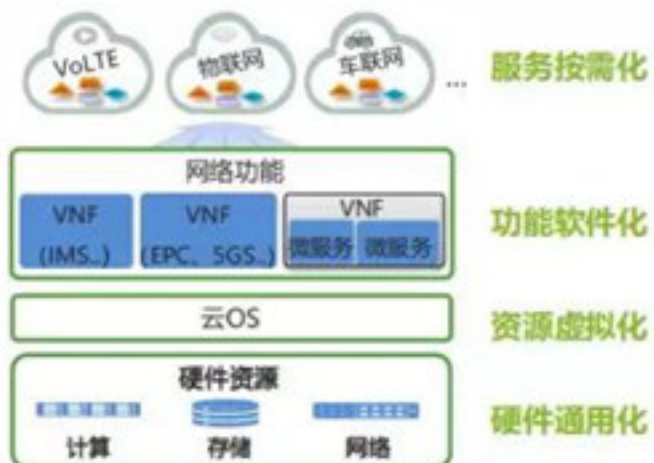 VoLTE
物联网
车联网
...
服务按需化
网络功能
VNF
(IMS..)
VNF
(EPC、5GS..)
VNF
微服务 微服务
功能软件化
云OS
资源虚拟化
硬件资源
计算
存储
网络
硬件通用化